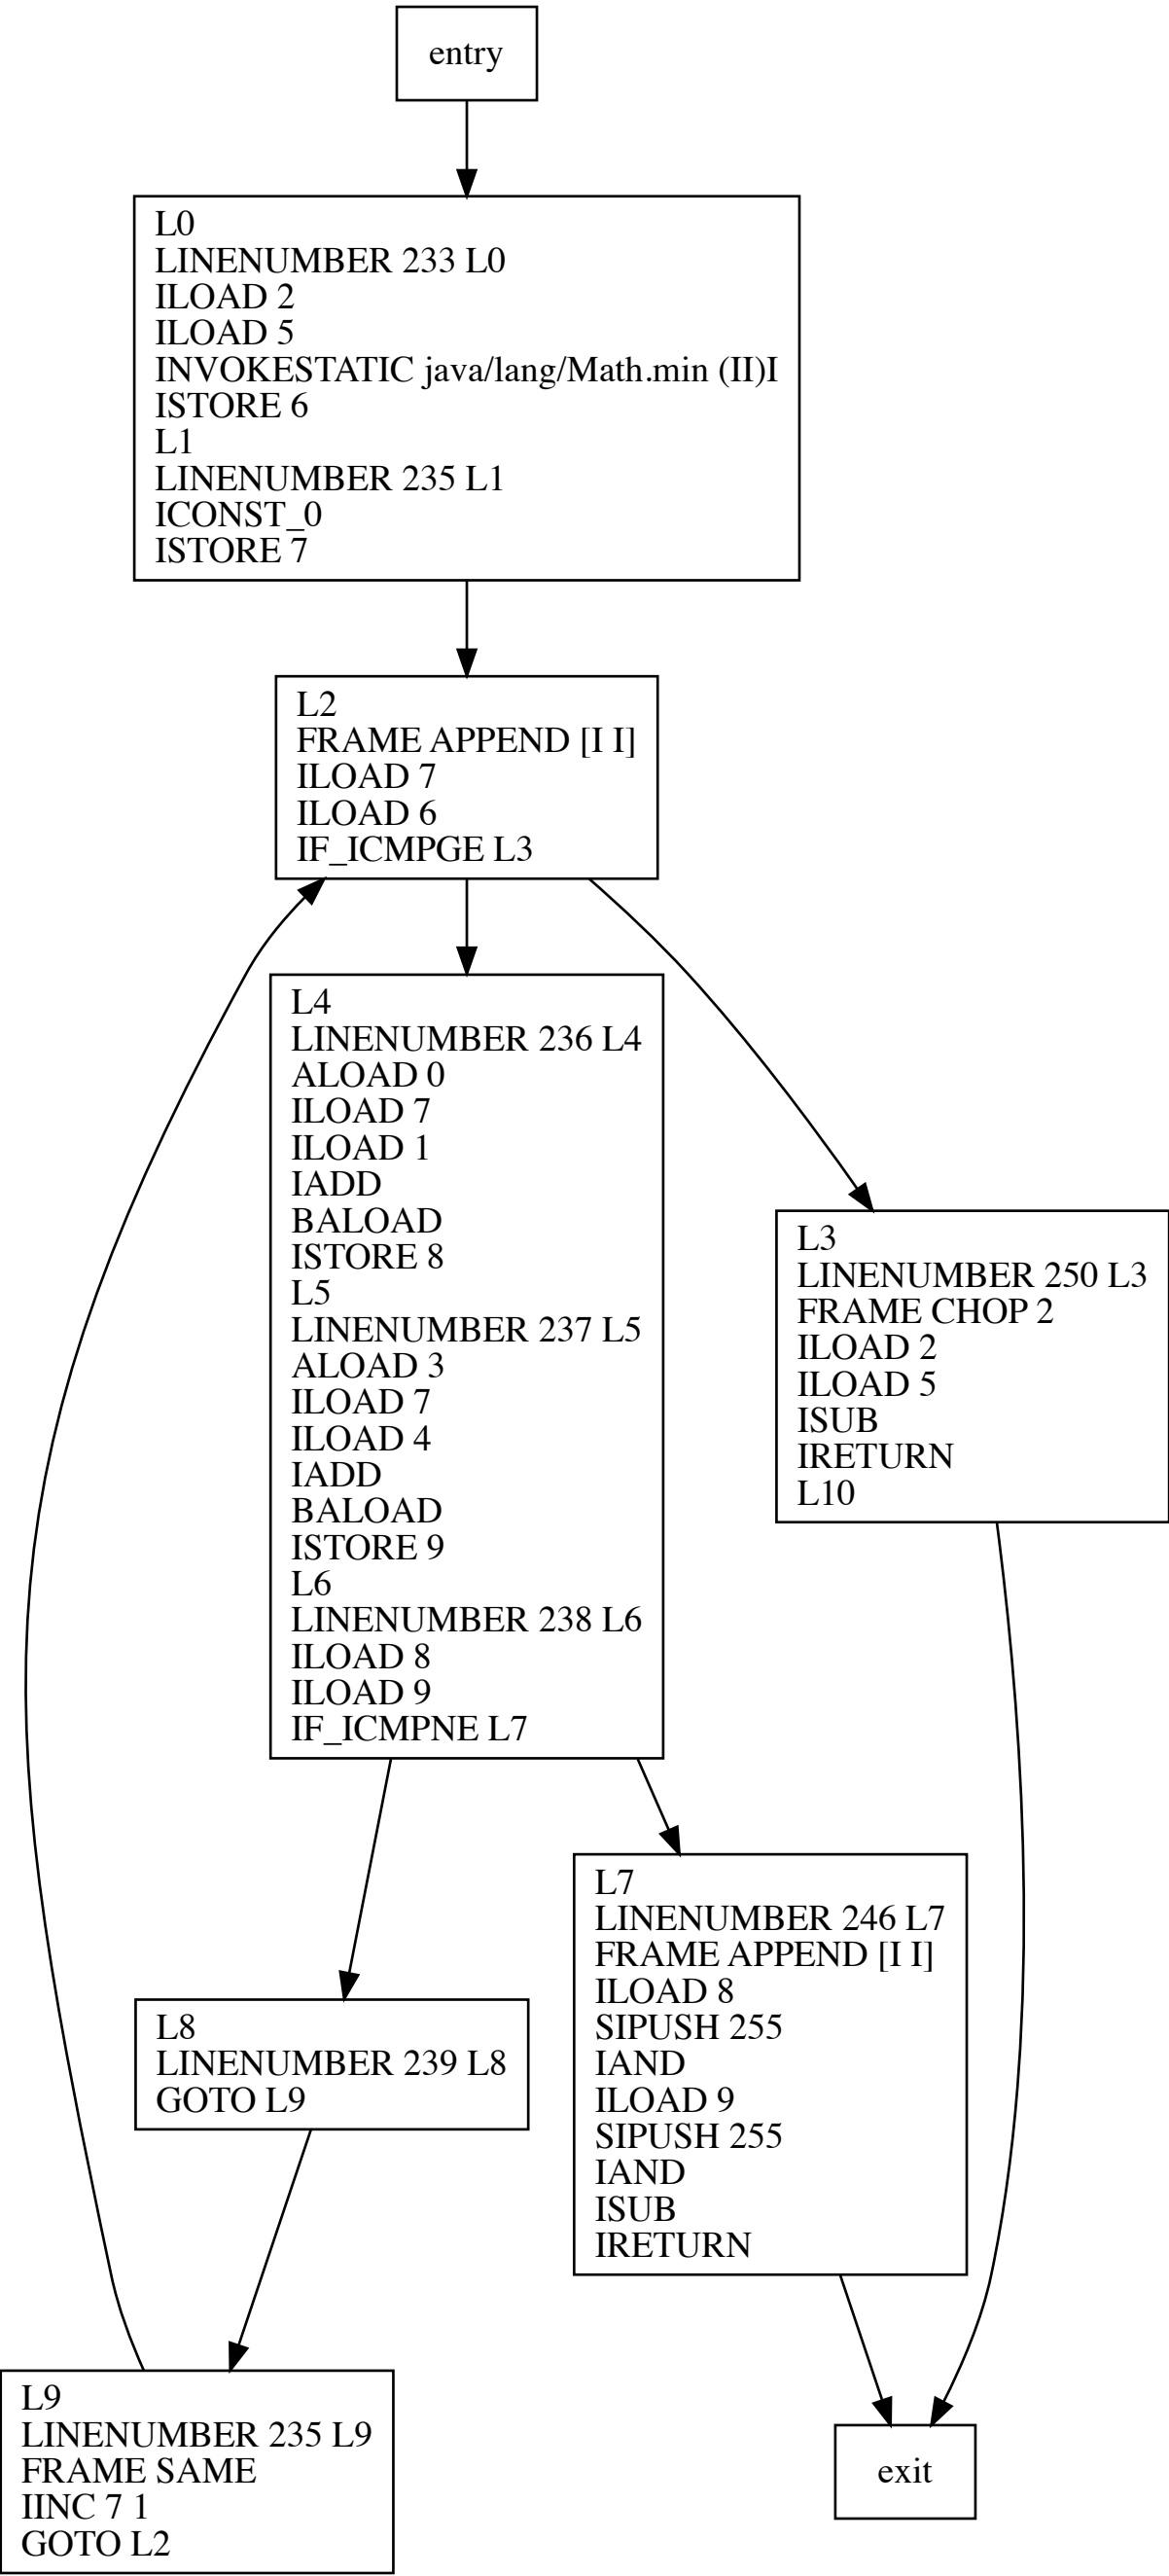 entry
L0
LINENUMBER 233 L0
ILOAD 2
ILOAD 5
INVOKESTATIC java/lang/Math.min (II)I
ISTORE 6
L1
LINENUMBER 235 L1
ICONST_0
ISTORE 7
L2
FRAME APPEND [I I]
ILOAD 7
ILOAD 6
IF_ICMPGE L3
L4
LINENUMBER 236 L4
ALOAD 0
ILOAD 7
ILOAD 1
IADD
BALOAD
ISTORE 8
L5
LINENUMBER 237 L5
ALOAD 3
ILOAD 7
ILOAD 4
IADD
BALOAD
ISTORE 9
L6
LINENUMBER 238 L6
ILOAD 8
ILOAD 9
IF_ICMPNE L7
L3
LINENUMBER 250 L3
FRAME CHOP 2
ILOAD 2
ILOAD 5
ISUB
IRETURN
L10
L7
LINENUMBER 246 L7
FRAME APPEND [I I]
ILOAD 8
SIPUSH 255
IAND
ILOAD 9
SIPUSH 255
IAND
ISUB
IRETURN
L8
LINENUMBER 239 L8
GOTO L9
L9
LINENUMBER 235 L9
FRAME SAME
IINC 7 1
GOTO L2
exit